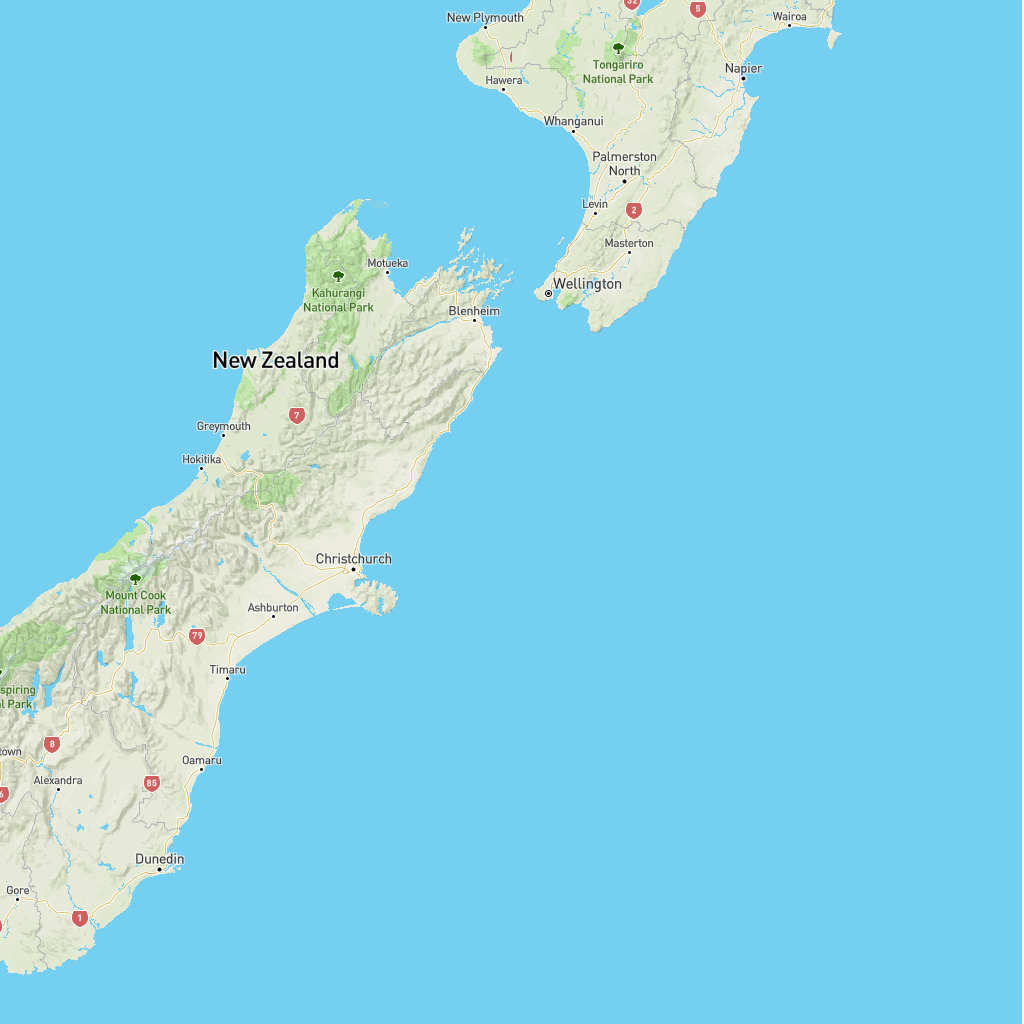 32
5
New Plymouth
Wairoa
Tongariro
National Park
Napier
Hawera
Whanganui
Palmerston
North
Levin
2
Masterton
Motueka
Kahurangi
National Park
Wellington
Blenheim
New Zealand
7
Greymouth
Hokitika
Christchurch
Mount Cook
National Park
Ashburton
79
Timaru
spiring
al Park
8
town
Oamaru
Alexandra
85
6
Dunedin
Gore
1